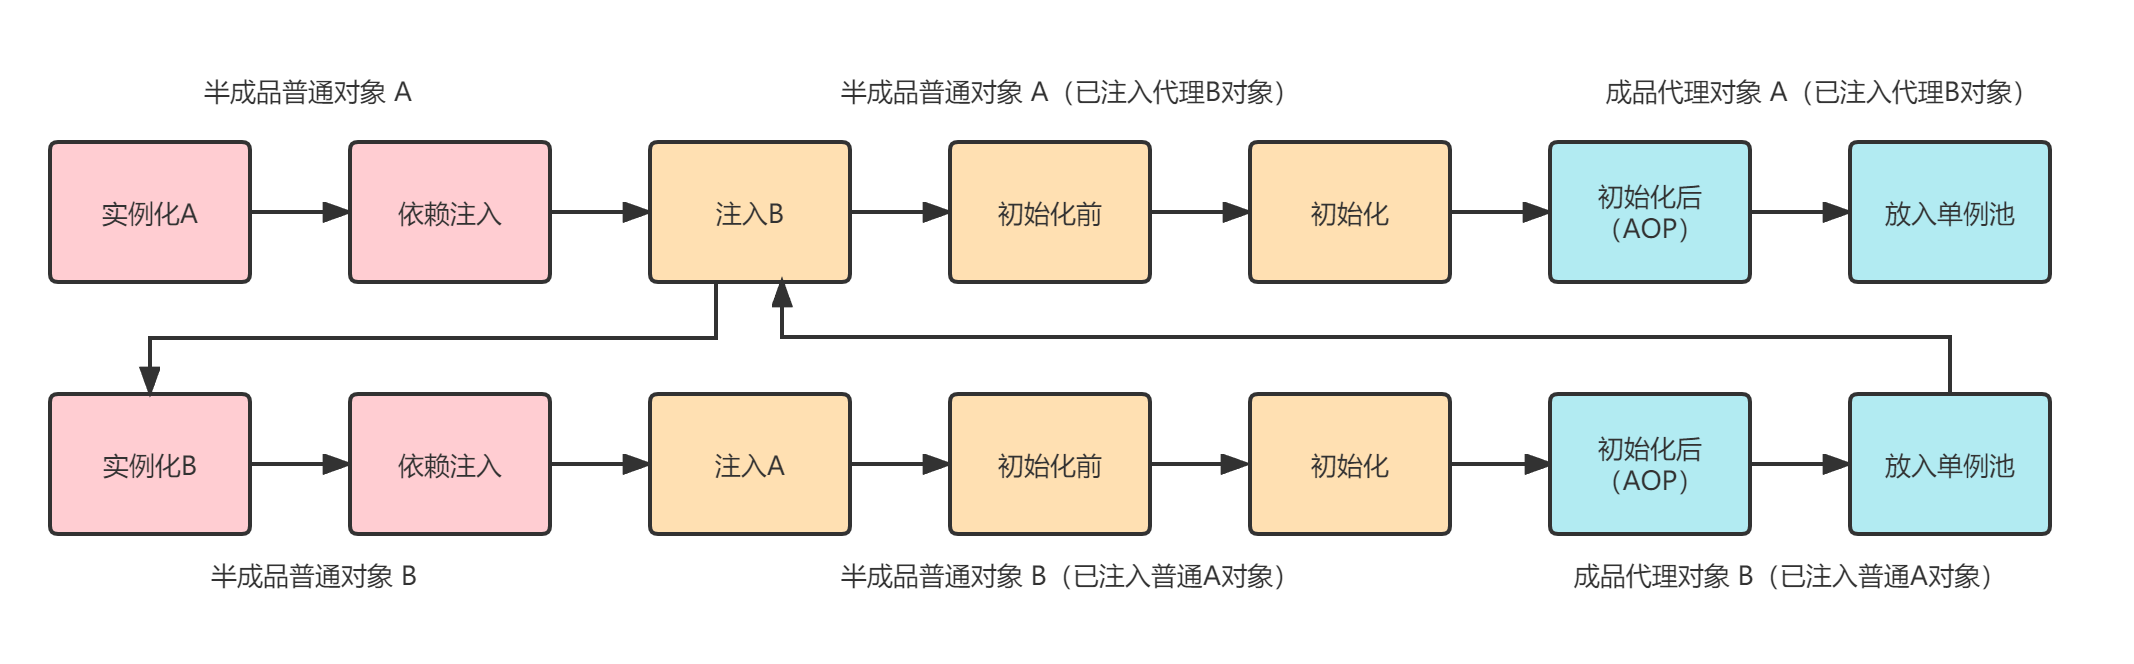 半成品普通对象 A
半成品普通对象 A（已注入代理B对象）
成品代理对象 A（已注入代理B对象）
实例化A
依赖注入
注入B
初始化前
初始化
初始化后
（AOP）
放入单例池
实例化B
依赖注入
注入A
初始化前
初始化
初始化后
（AOP）
放入单例池
半成品普通对象 B
半成品普通对象 B（已注入普通A对象）
成品代理对象 B（已注入普通A对象）